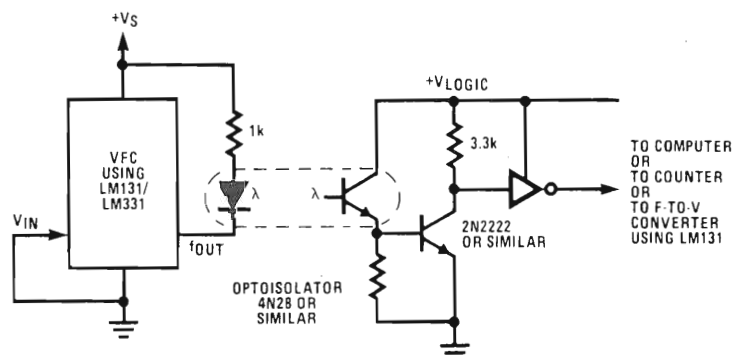 +VS
+VLOGIC
1k
3.3k
VFC
USING
LM131/
LM331
λ
λ
TO COMPUTER
OR
TO COUNTER
OR
TO F-TO-V
CONVERTER
USING LM131
VIN
fOUT
2N2222
OR SIMILAR
OPTOISOLATOR
4N28 OR
SIMILAR